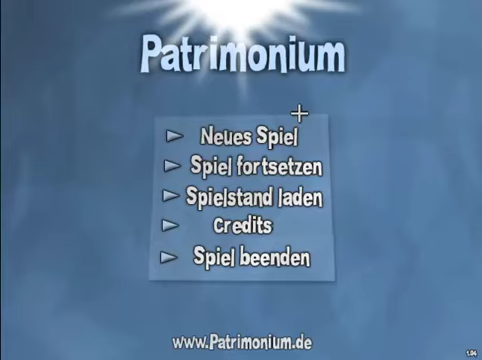 Patrimonium
Neues Spiel
Spiel fortsetzen
Spielstand laden
Credits
Spiel beenden
www.Patrimonium.de
1.04